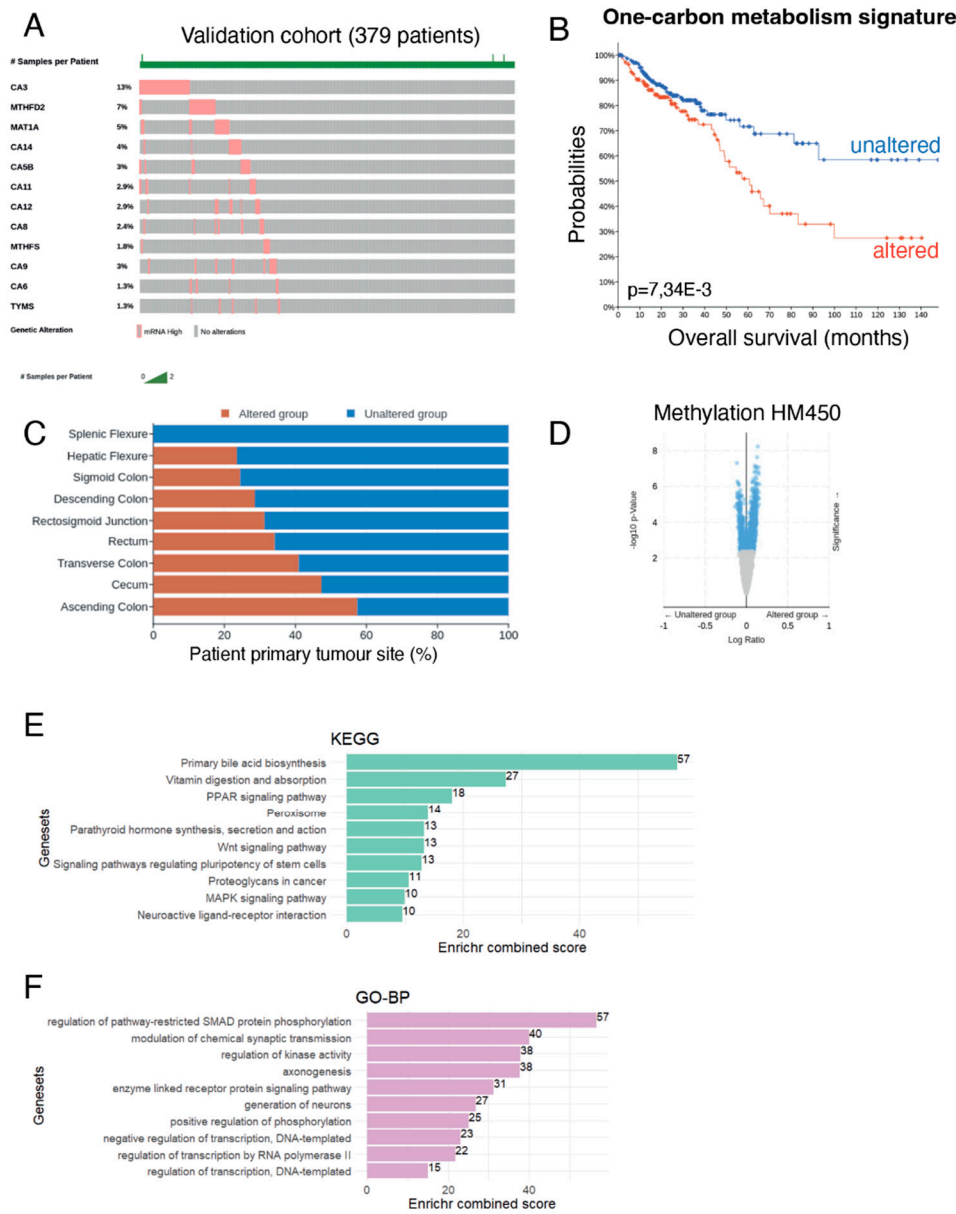 A
Validation cohort (379 patients)
# Samples per Patient
CA3 13%
MTHFD2 7%
MAT1A 5%
CA14 4%
CA5B 3%
CA11 2.9%
CA12 2.9%
CA8 2.4%
MTHFS 1.8%
CA9 3%
CA6 1.3%
TYMS 1.3%
Genetic Alteration mRNA High No alterations
# Samples per Patient 0 2
B
One-carbon metabolism signature
100%
90%
80%
70%
60%
50%
40%
30%
20%
10%
0%
Probabilities
unaltered
altered
p=7,34E-3
0 10 20 30 40 50 60 70 80 90 100 110 120 130 140
Overall survival (months)
C
Altered group Unaltered group
Splenic Flexure
Hepatic Flexure
Sigmoid Colon
Descending Colon
Rectosigmoid Junction
Rectum
Transverse Colon
Cecum
Ascending Colon
0 20 40 60 80 100
Patient primary tumour site (%)
D
Methylation HM450
8
6
4
2
-log10 p-Value
Significance →
← Unaltered group Altered group →
-1 -0.5 0 0.5 1
Log Ratio
E
KEGG
Genesets
Primary bile acid biosynthesis 57
Vitamin digestion and absorption 27
PPAR signaling pathway 18
Peroxisome 14
Parathyroid hormone synthesis, secretion and action 13
Wnt signaling pathway 13
Signaling pathways regulating pluripotency of stem cells 13
Proteoglycans in cancer 11
MAPK signaling pathway 10
Neuroactive ligand-receptor interaction 10
0 20 40
Enrichr combined score
F
GO-BP
Genesets
regulation of pathway-restricted SMAD protein phosphorylation 57
modulation of chemical synaptic transmission 40
regulation of kinase activity 38
axonogenesis 38
enzyme linked receptor protein signaling pathway 31
generation of neurons 27
positive regulation of phosphorylation 25
negative regulation of transcription, DNA-templated 23
regulation of transcription by RNA polymerase II 22
regulation of transcription, DNA-templated 15
0 20 40
Enrichr combined score